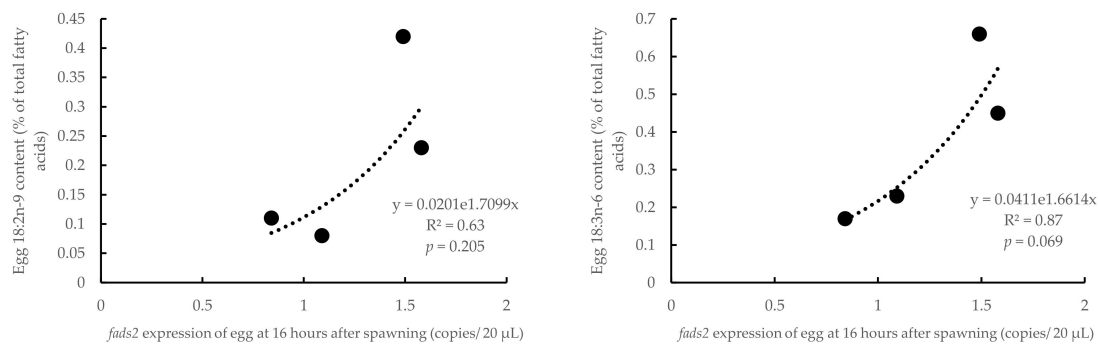 Egg 18:2n-9 content (% of total fatty
acids)
0.45
0.4
0.35
0.3
0.25
0.2
0.15
0.1
0.05
0
y = 0.0201e1.7099x
R² = 0.63
p = 0.205
0
0.5
1
1.5
2
fads2 expression of egg at 16 hours after spawning (copies/ 20 µL)
Egg 18:3n-6 content (% of total fatty
acids)
0.7
0.6
0.5
0.4
0.3
0.2
0.1
0
y = 0.0411e1.6614x
R² = 0.87
p = 0.069
0
0.5
1
1.5
2
fads2 expression of egg at 16 hours after spawning (copies/ 20 µL)